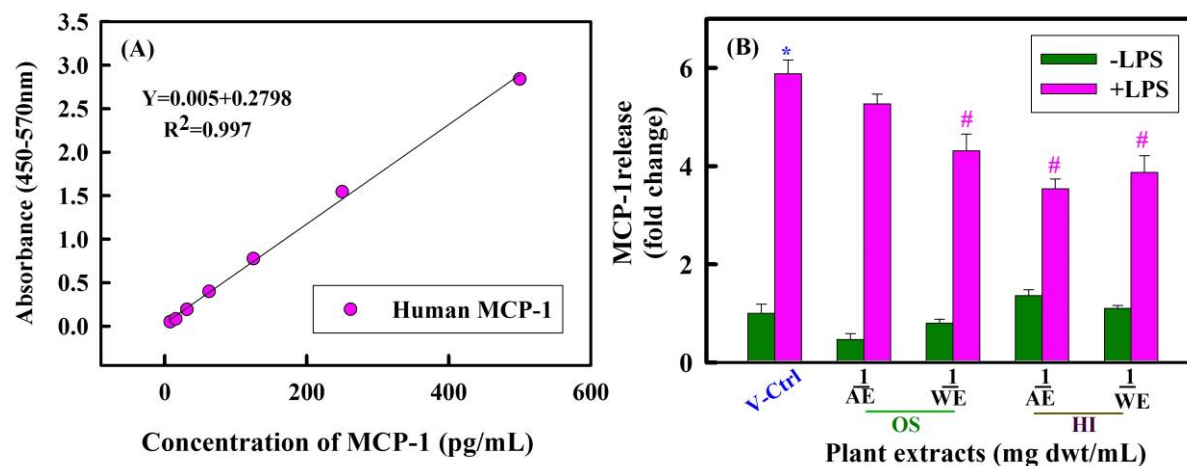 (A)
Y=0.005+0.2798
R²=0.997
3.5
3.0
2.5
2.0
1.5
1.0
0.5
0.0
Absorbance (450-570nm)
Human MCP-1
0 200 400 600
Concentration of MCP-1 (pg/mL)
(B)
-LPS
+LPS
*
#
#
#
6
4
2
0
MCP-1release
(fold change)
V-Ctrl
1 1 1 1
AE WE AE WE
OS HI
Plant extracts (mg dwt/mL)